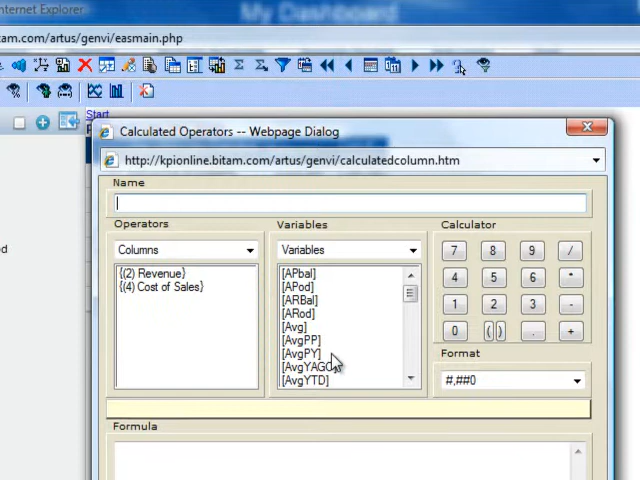 nternet Explorer
My Dashboard
tam.com/artus/genvi/easmain.php
Start
Calculated Operators -- Webpage Dialog
http://kpionline.bitam.com/artus/genvi/calculatedcolumn.htm
Name
Operators
Variables
Calculator
Columns
Variables
7 8 9 /
{(2) Revenue}
{(4) Cost of Sales}
[APbal]
[APod]
[ARBal]
[ARod]
[Avg]
[AvgPP]
[AvgPY]
[AvgYAGO
[AvgYTD]
4 5 6 *
1 2 3 -
0 ( ) . +
Format
#,##0
Formula